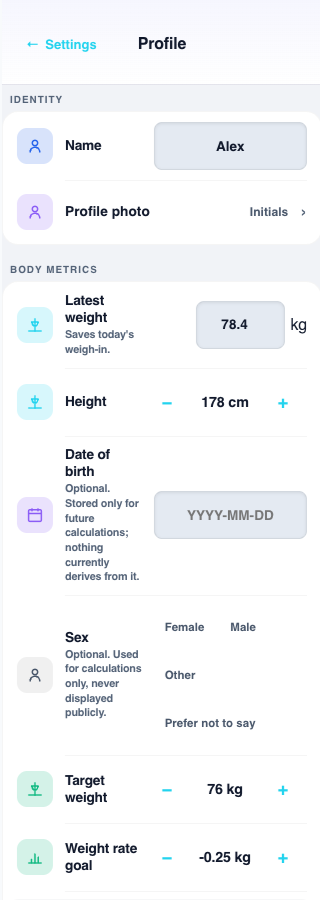 ← Settings
Profile
IDENTITY
Name
Alex
Profile photo
Initials ›
BODY METRICS
Latest
weight
Saves today's
weigh-in.
78.4 kg
Height
− 178 cm +
Date of
birth
Optional.
Stored only for
future
calculations;
nothing
currently
derives from it.
YYYY-MM-DD
Sex
Optional. Used
for calculations
only, never
displayed
publicly.
Female Male
Other
Prefer not to say
Target
weight
− 76 kg +
Weight rate
goal
− -0.25 kg +